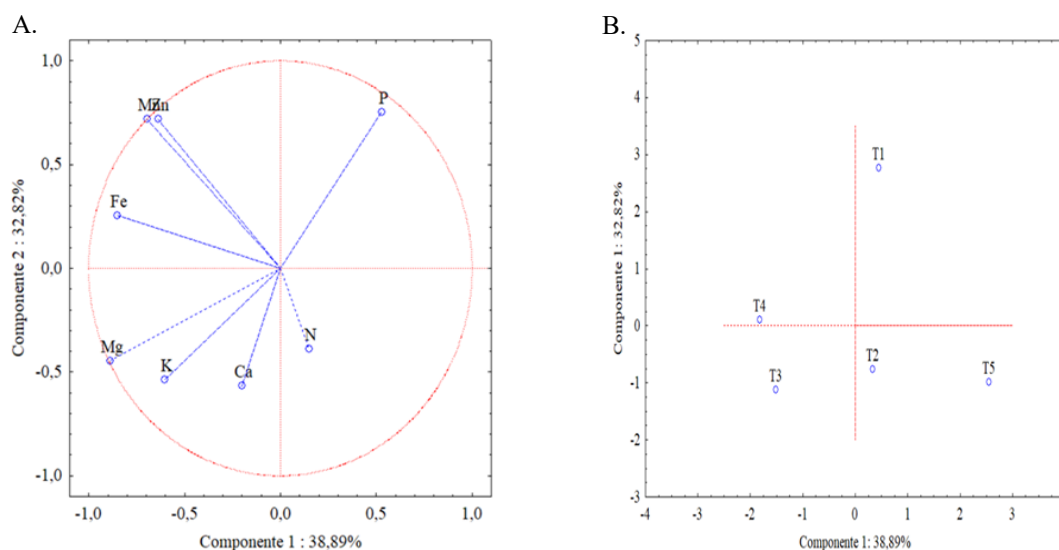 A.
B.
1,0
0,5
0,0
-0,5
-1,0
-1,0
-0,5
0,0
0,5
1,0
Componente 2 : 32,82%
Componente 1 : 38,89%
P
Fe
Mg
K
Ca
N
5
4
3
2
1
0
-1
-2
-3
-4
-3
-2
-1
0
1
2
3
Componente 1: 32,82%
Componente 1: 38,89%
T1
T4
T2
T3
T5